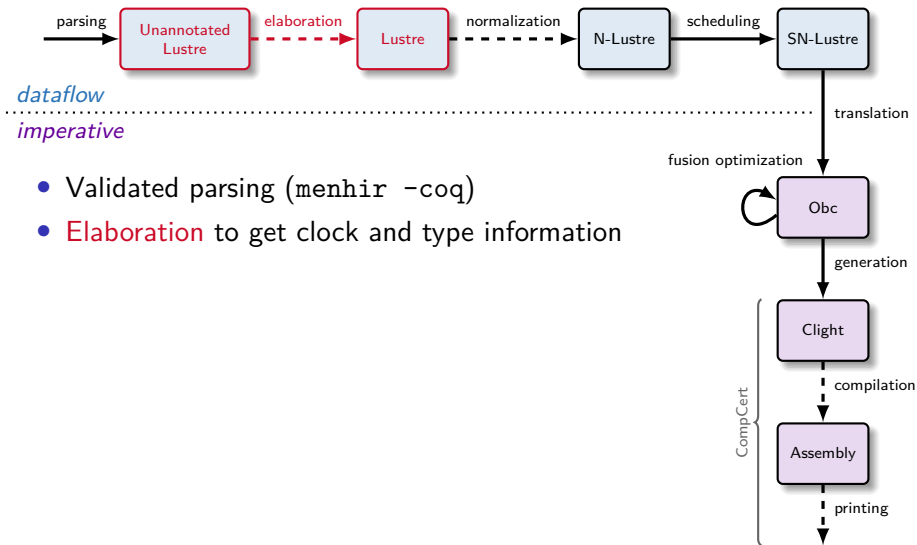 parsing
Unannotated
Lustre
elaboration
Lustre
normalization
N-Lustre
scheduling
SN-Lustre
dataflow
imperative
translation
• Validated parsing (menhir -coq)
• Elaboration to get clock and type information
fusion optimization
Obc
generation
CompCert
Clight
compilation
Assembly
printing